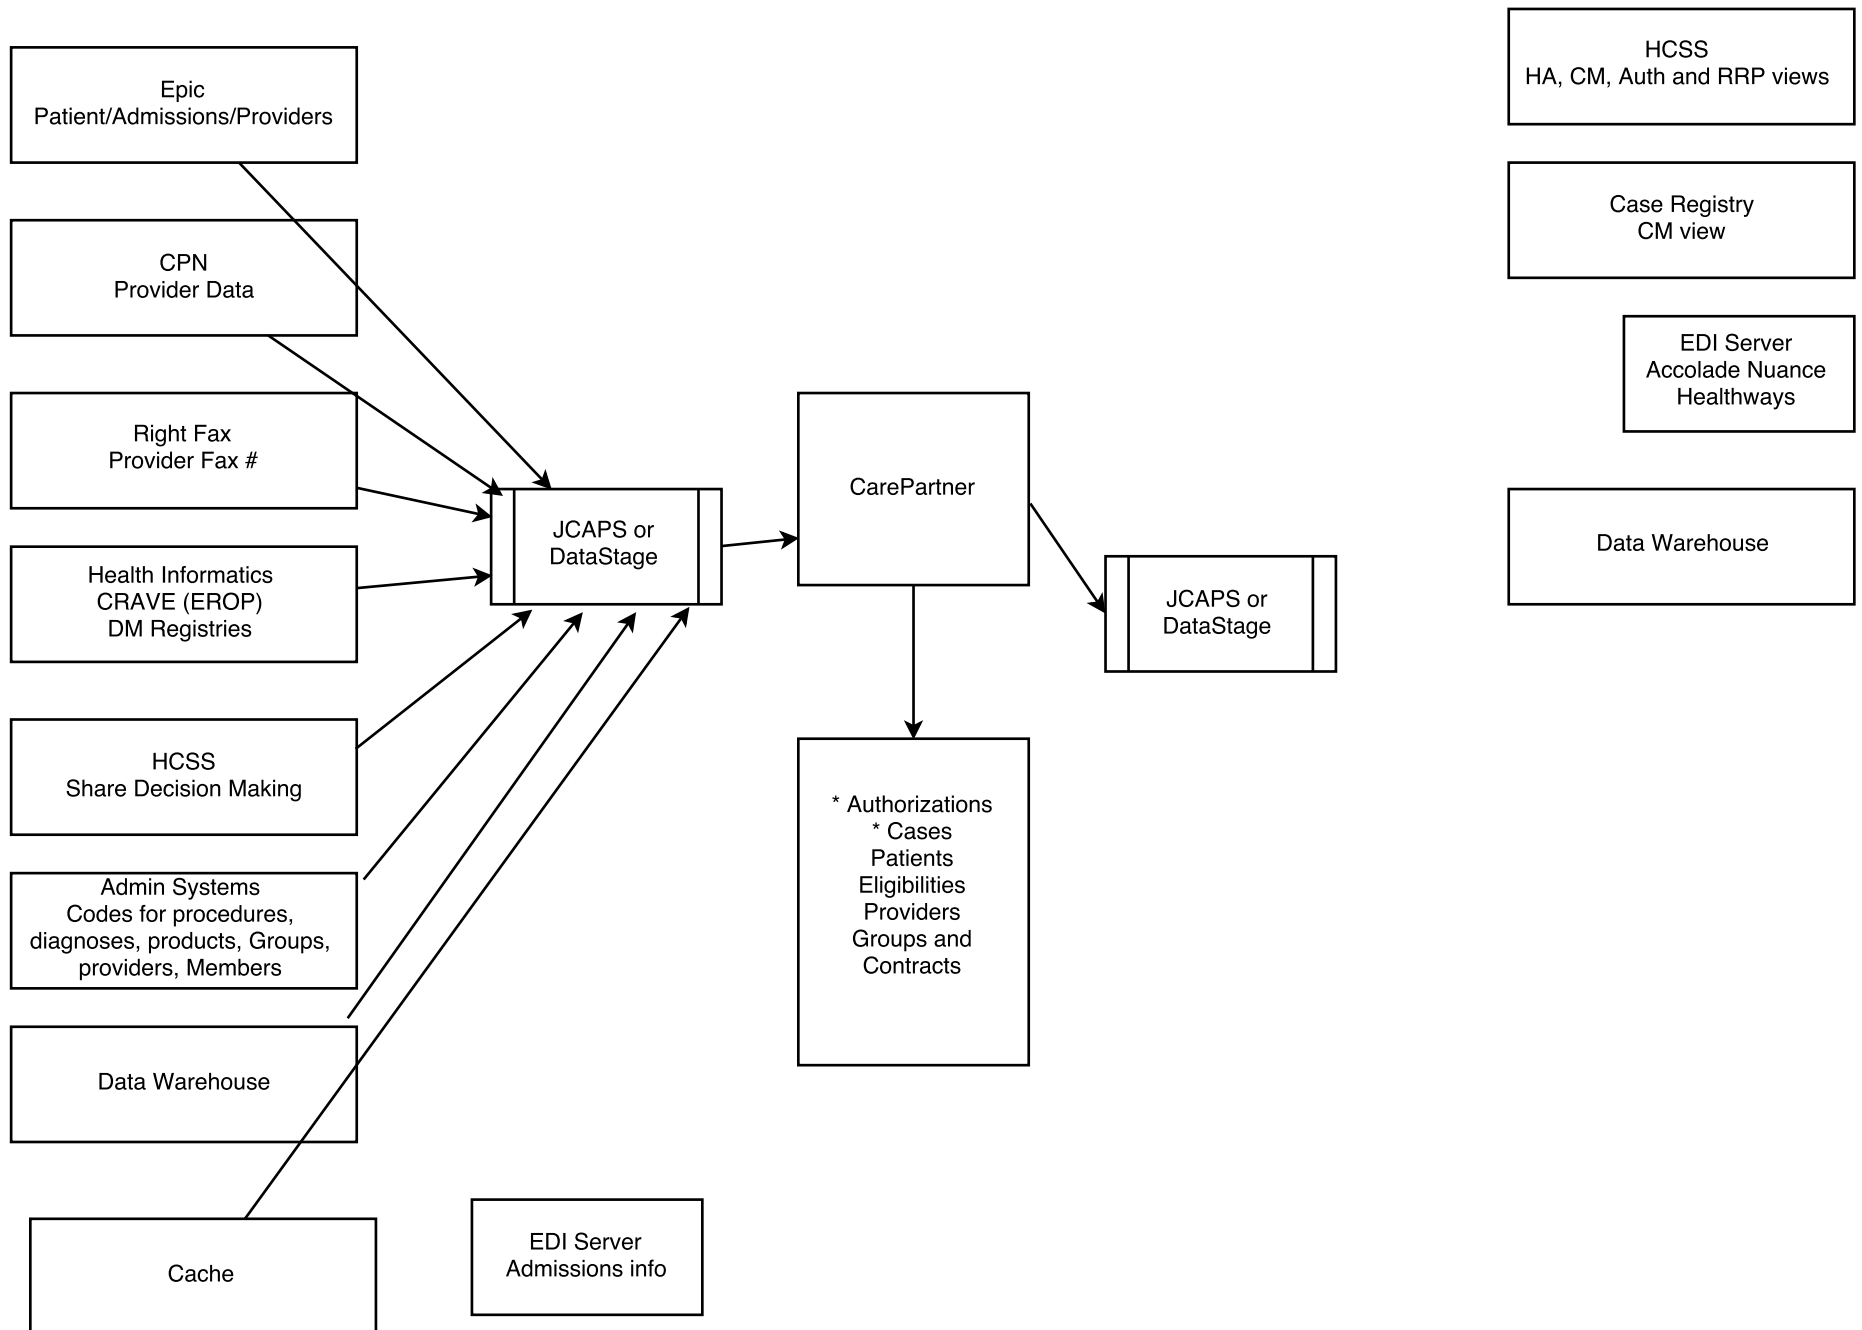 Epic
Patient/Admissions/Providers
CPN
Provider Data
Right Fax
Provider Fax #
Health Informatics
CRAVE (EROP)
DM Registries
HCSS
Share Decision Making
Admin Systems
Codes for procedures,
diagnoses, products, Groups,
providers, Members
Data Warehouse
Cache
EDI Server
Admissions info
JCAPS or
DataStage
CarePartner
* Authorizations
* Cases
Patients
Eligibilities
Providers
Groups and
Contracts
JCAPS or
DataStage
HCSS
HA, CM, Auth and RRP views
Case Registry
CM view
EDI Server
Accolade Nuance
Healthways
Data Warehouse